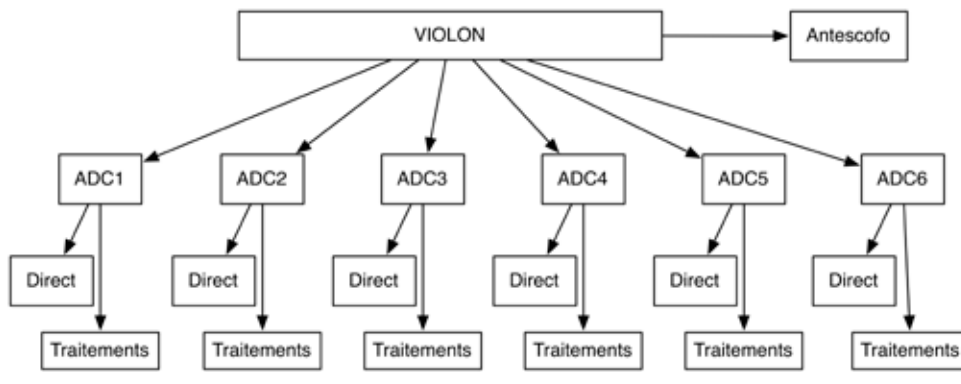 VIOLON
Antescofo
ADC1
ADC2
ADC3
ADC4
ADC5
ADC6
Direct
Direct
Direct
Direct
Direct
Direct
Traitements
Traitements
Traitements
Traitements
Traitements
Traitements